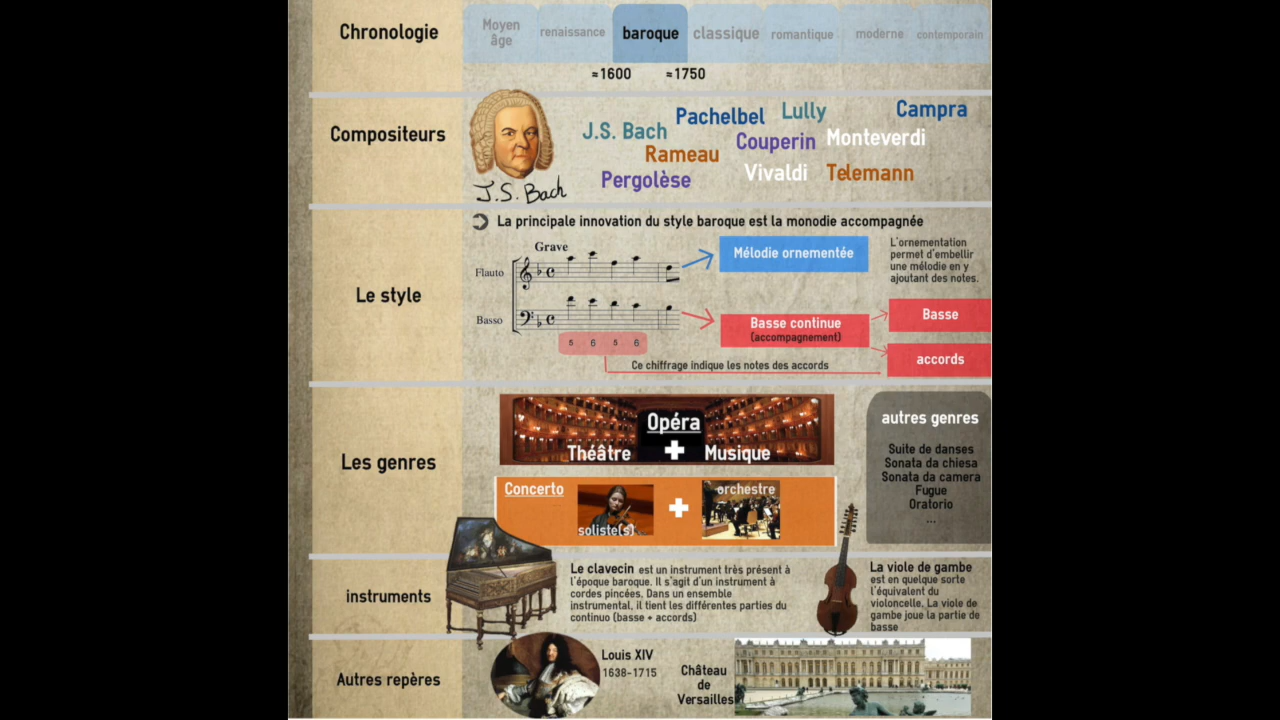 Chronologie
Moyen
âge
renaissance
baroque
classique
romantique
moderne
contemporain
≈1600
≈1750
Compositeurs
J.S. Bach
J.S. Bach
Pachelbel
Lully
Campra
Rameau
Couperin
Monteverdi
Pergolèse
Vivaldi
Telemann
Le style
La principale innovation du style baroque est la monodie accompagnée
Grave
Flauto
Basso
5 6 5 6
Mélodie ornementée
L'ornementation
permet d'embellir
une mélodie en y
ajoutant des notes.
Basse continue
(accompagnement)
Basse
accords
Ce chiffrage indique les notes des accords
Les genres
Opéra
Théâtre + Musique
Concerto
soliste(s)
+
orchestre
autres genres
Suite de danses
Sonata da chiesa
Sonata da camera
Fugue
Oratorio
...
instruments
Le clavecin est un instrument très présent à
l'époque baroque. Il s'agit d'un instrument à
cordes pincées. Dans un ensemble
instrumental, il tient les différentes parties du
continuo (basse + accords)
La viole de gambe
est en quelque sorte
l'équivalent du
violoncelle. La viole de
gambe joue la partie de
basse
Autres repères
Louis XIV
1638-1715
Château
de
Versailles